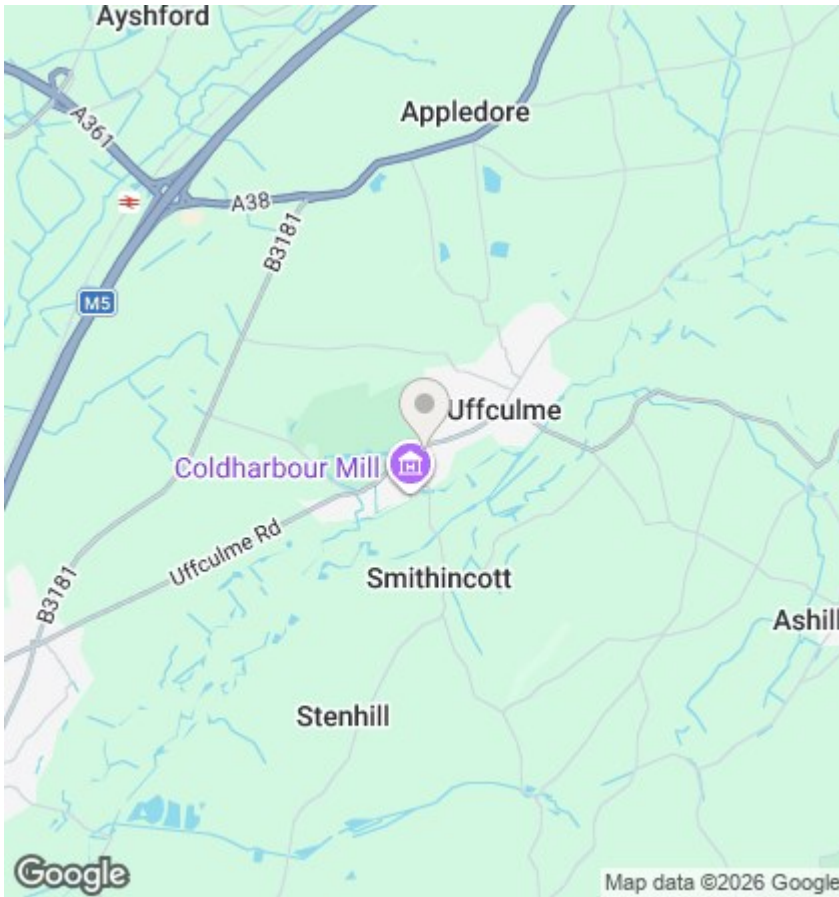 Ayshford
Appledore
A361
A38
B3181
M5
Uffculme
Coldharbour Mill
Uffculme Rd
B3181
Smithincott
Ashill
Stenhill
Google
Map data ©2026 Google